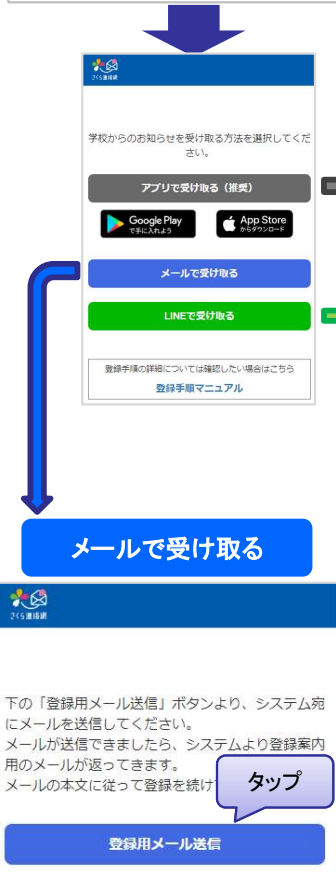 さくら連絡網
学校からのお知らせを受け取る方法を選択してくだ
さい。
アプリで受け取る（推奨）
Google Play
で手に入れよう
App Store
からダウンロード
メールで受け取る
LINEで受け取る
登録手順の詳細については確認したい場合はこちら
登録手順マニュアル
メールで受け取る
さくら連絡網
下の「登録用メール送信」ボタンより、システム宛
にメールを送信してください。
メールが送信できましたら、システムより登録案内
用のメールが返ってきます。
メールの本文に従って登録を続け
タップ
登録用メール送信